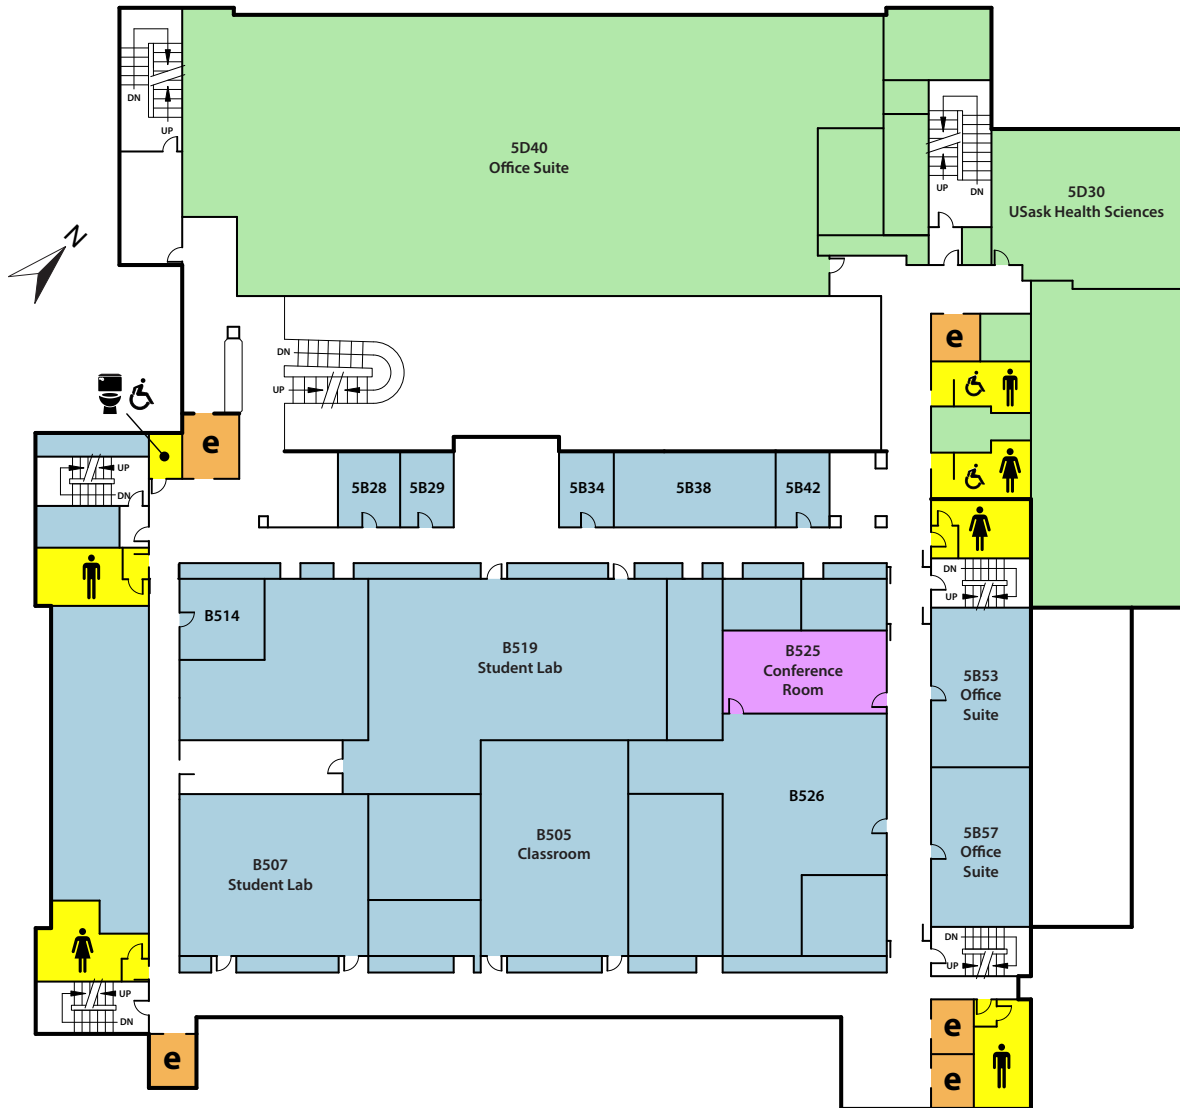 DN
UP
5D40
Office Suite
UP
DN
5D30
USask Health Sciences
N
DN
UP
e
e
UP
DN
5B28
5B29
5B34
5B38
5B42
DN
UP
B514
B519
Student Lab
B525
Conference
Room
5B53
Office
Suite
B526
B505
Classroom
B507
Student Lab
5B57
Office
Suite
DN
UP
UP
DN
e
e
e